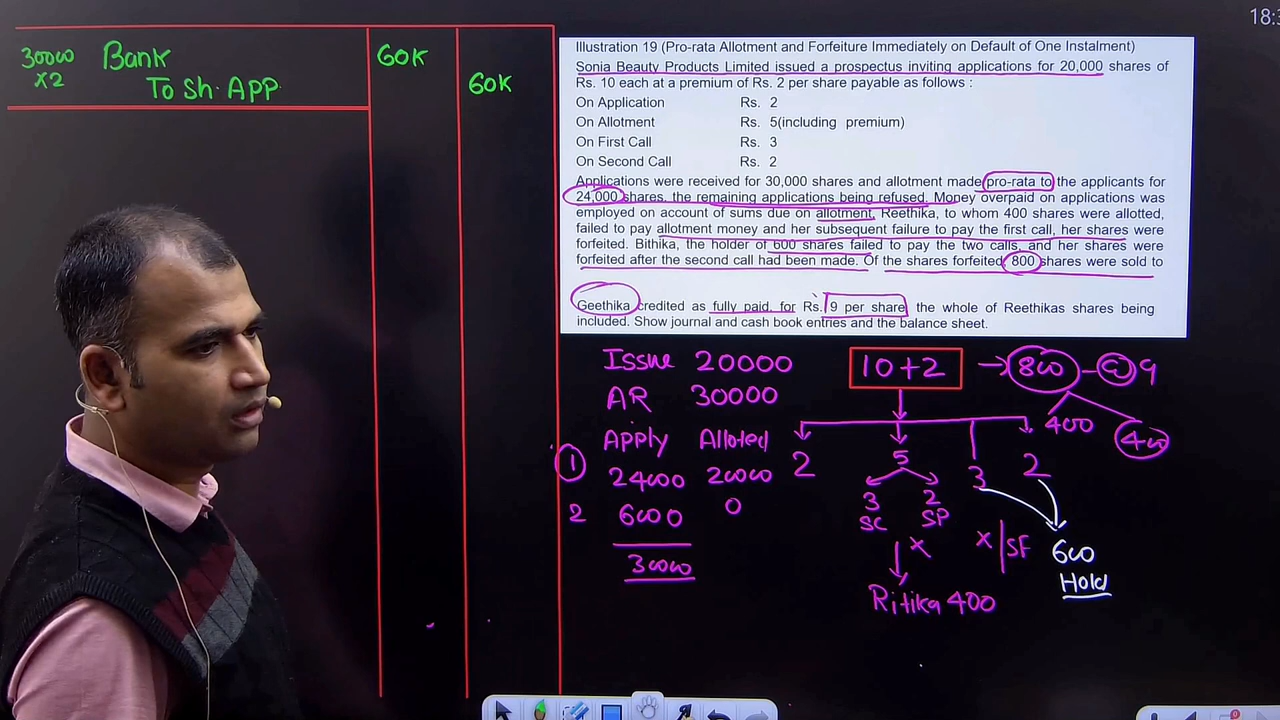 18:3
30000 Bank 60K
X2 To Sh. APP 60K
Illustration 19 (Pro-rata Allotment and Forfeiture Immediately on Default of One Instalment)
Sonia Beauty Products Limited issued a prospectus inviting applications for 20,000 shares of
Rs. 10 each at a premium of Rs. 2 per share payable as follows :
On Application Rs. 2
On Allotment Rs. 5(including premium)
On First Call Rs. 3
On Second Call Rs. 2
Applications were received for 30,000 shares and allotment made pro-rata to the applicants for
24,000 shares, the remaining applications being refused. Money overpaid on applications was
employed on account of sums due on allotment. Reethika, to whom 400 shares were allotted,
failed to pay allotment money and her subsequent failure to pay the first call, her shares were
forfeited. Bithika, the holder of 600 shares failed to pay the two calls, and her shares were
forfeited after the second call had been made. Of the shares forfeited 800 shares were sold to
Geethika credited as fully paid, for Rs. 9 per share, the whole of Reethikas shares being
included. Show journal and cash book entries and the balance sheet.
Issue 20000 10+2 → 800 - @ 9
AR 30000
Apply Alloted 400 400
1 24000 20000 2 5 3 2
2 6000 0 3 2
SC SP
30000 X X SF 600
Hold
Ritika 400